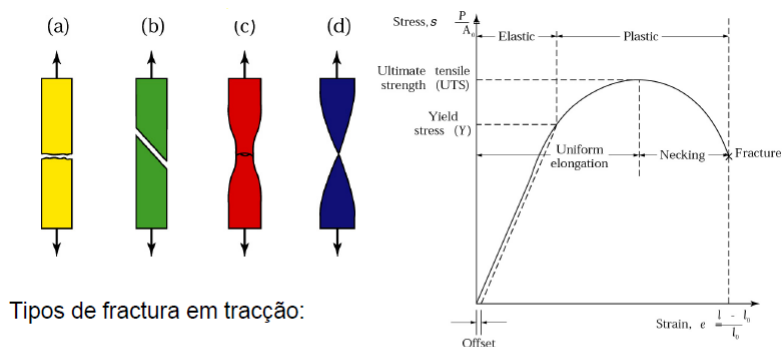 (a) (b) (c) (d)
Tipos de fractura em tracção:
Stress, s P/A₀
Elastic Plastic
Ultimate tensile
strength (UTS)
Yield
stress (Y)
Uniform
elongation
Necking
Fracture
Strain, e = l - l₀/l₀
Offset